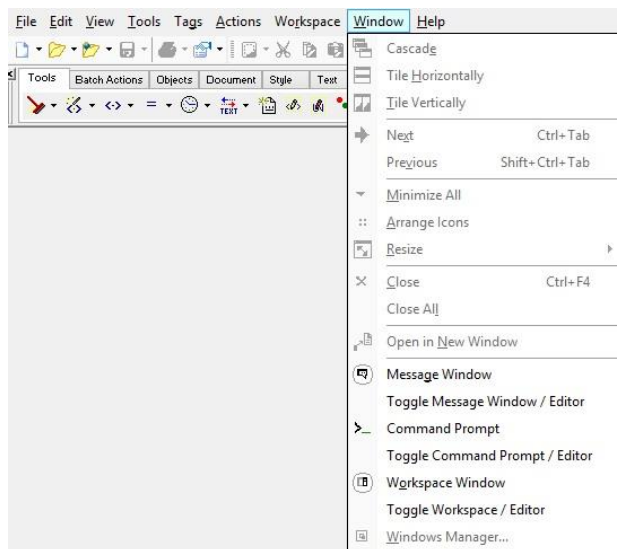 File Edit View Tools Tags Actions Workspace Window Help
Tools Batch Actions Objects Document Style Text
TEXT
Cascade
Tile Horizontally
Tile Vertically
Next Ctrl+Tab
Previous Shift+Ctrl+Tab
Minimize All
Arrange Icons
Resize
Close Ctrl+F4
Close All
Open in New Window
Message Window
Toggle Message Window / Editor
Command Prompt
Toggle Command Prompt / Editor
Workspace Window
Toggle Workspace / Editor
Windows Manager...